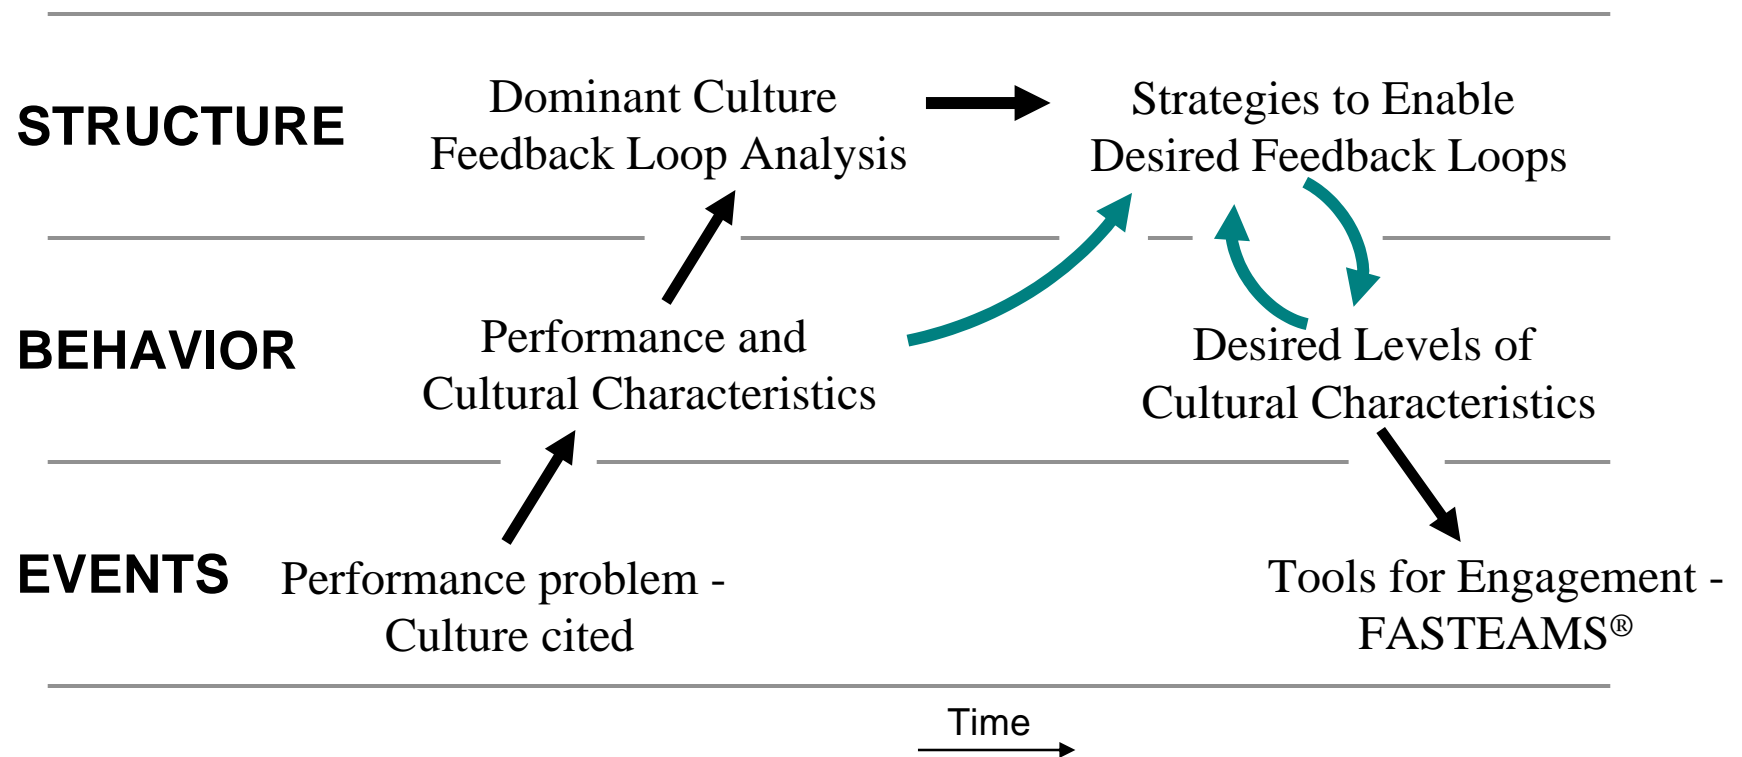 STRUCTURE
Dominant Culture
Feedback Loop Analysis
Strategies to Enable
Desired Feedback Loops
BEHAVIOR
Performance and
Cultural Characteristics
Desired Levels of
Cultural Characteristics
EVENTS
Performance problem -
Culture cited
Tools for Engagement -
FASTEAMS®
Time